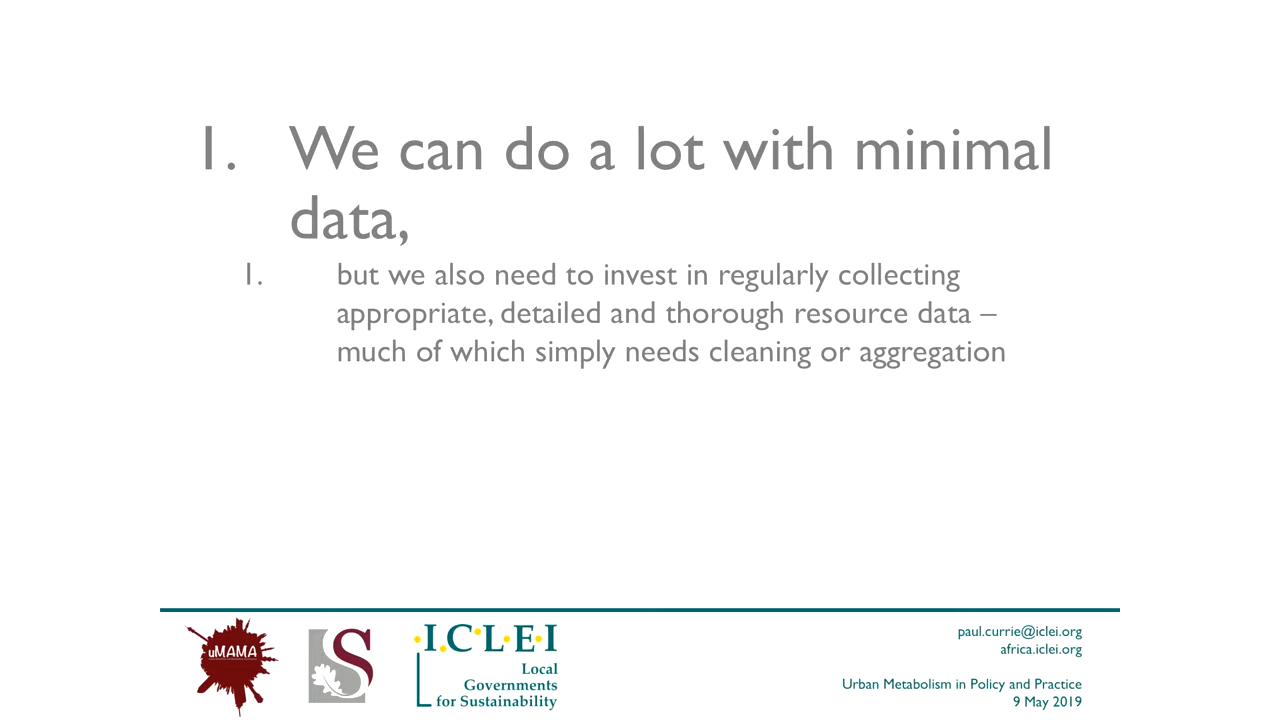 1. We can do a lot with minimal
data,
1. but we also need to invest in regularly collecting
appropriate, detailed and thorough resource data –
much of which simply needs cleaning or aggregation
uMAMA
S
·I.C·L·E·I
Local
Governments
for Sustainability
paul.currie@iclei.org
africa.iclei.org
Urban Metabolism in Policy and Practice
9 May 2019